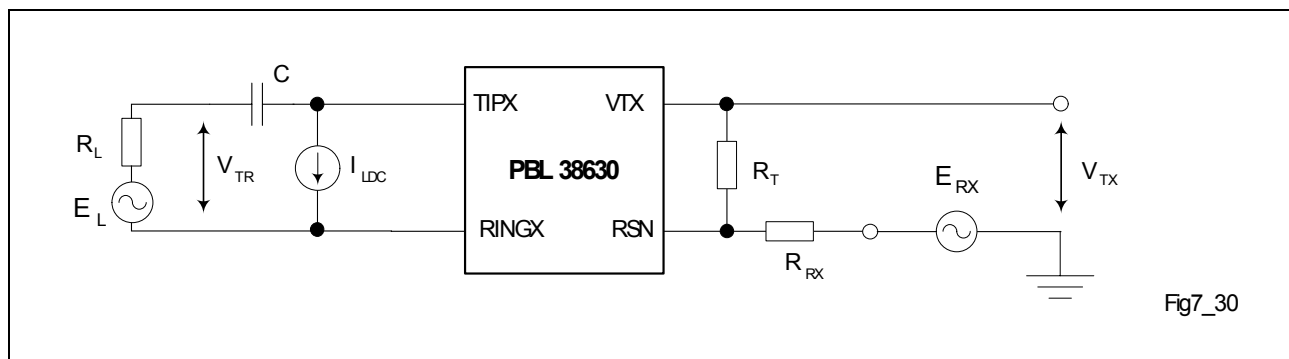 C
TIPX
VTX
R L
V TR
I LDC
PBL 38630
R T
E RX
V TX
E L
RINGX
RSN
R RX
Fig7_30